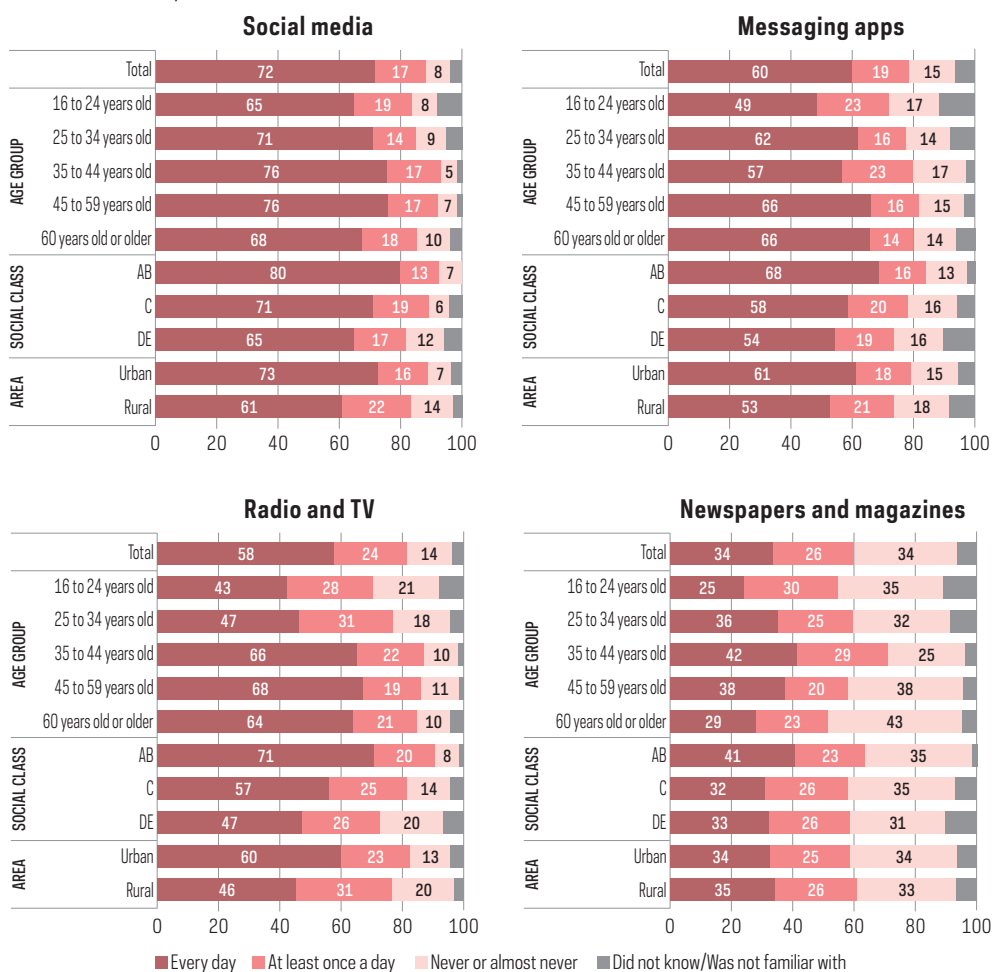 Social media
Total 72 17 8
AGE GROUP
16 to 24 years old 65 19 8
25 to 34 years old 71 14 9
35 to 44 years old 76 17 5
45 to 59 years old 76 17 7
60 years old or older 68 18 10
SOCIAL CLASS
AB 80 13 7
C 71 19 6
DE 65 17 12
AREA
Urban 73 16 7
Rural 61 22 14
0 20 40 60 80 100
Messaging apps
Total 60 19 15
AGE GROUP
16 to 24 years old 49 23 17
25 to 34 years old 62 16 14
35 to 44 years old 57 23 17
45 to 59 years old 66 16 15
60 years old or older 66 14 14
SOCIAL CLASS
AB 68 16 13
C 58 20 16
DE 54 19 16
AREA
Urban 61 18 15
Rural 53 21 18
0 20 40 60 80 100
Radio and TV
Total 58 24 14
AGE GROUP
16 to 24 years old 43 28 21
25 to 34 years old 47 31 18
35 to 44 years old 66 22 10
45 to 59 years old 68 19 11
60 years old or older 64 21 10
SOCIAL CLASS
AB 71 20 8
C 57 25 14
DE 47 26 20
AREA
Urban 60 23 13
Rural 46 31 20
0 20 40 60 80 100
Newspapers and magazines
Total 34 26 34
AGE GROUP
16 to 24 years old 25 30 35
25 to 34 years old 36 25 32
35 to 44 years old 42 29 25
45 to 59 years old 38 20 38
60 years old or older 29 23 43
SOCIAL CLASS
AB 41 23 35
C 32 26 35
DE 33 26 31
AREA
Urban 34 25 34
Rural 35 26 33
0 20 40 60 80 100
Every day At least once a day Never or almost never Did not know/Was not familiar with